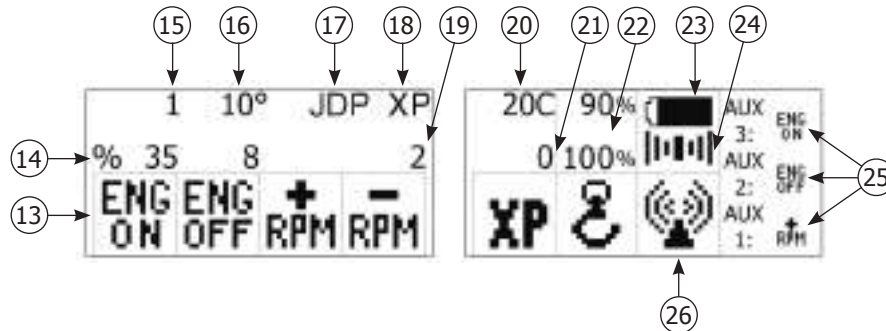 15 16 17 18 19 20 21 22 23 24
1 10° JDP XP
14 % 35 8 2
13 ENG ENG + −
ON OFF RPM RPM
20C 90%
0 100%
XP
AUX ENG
3: ON
AUX ENG
2: OFF
AUX +
1: RPM
25
26